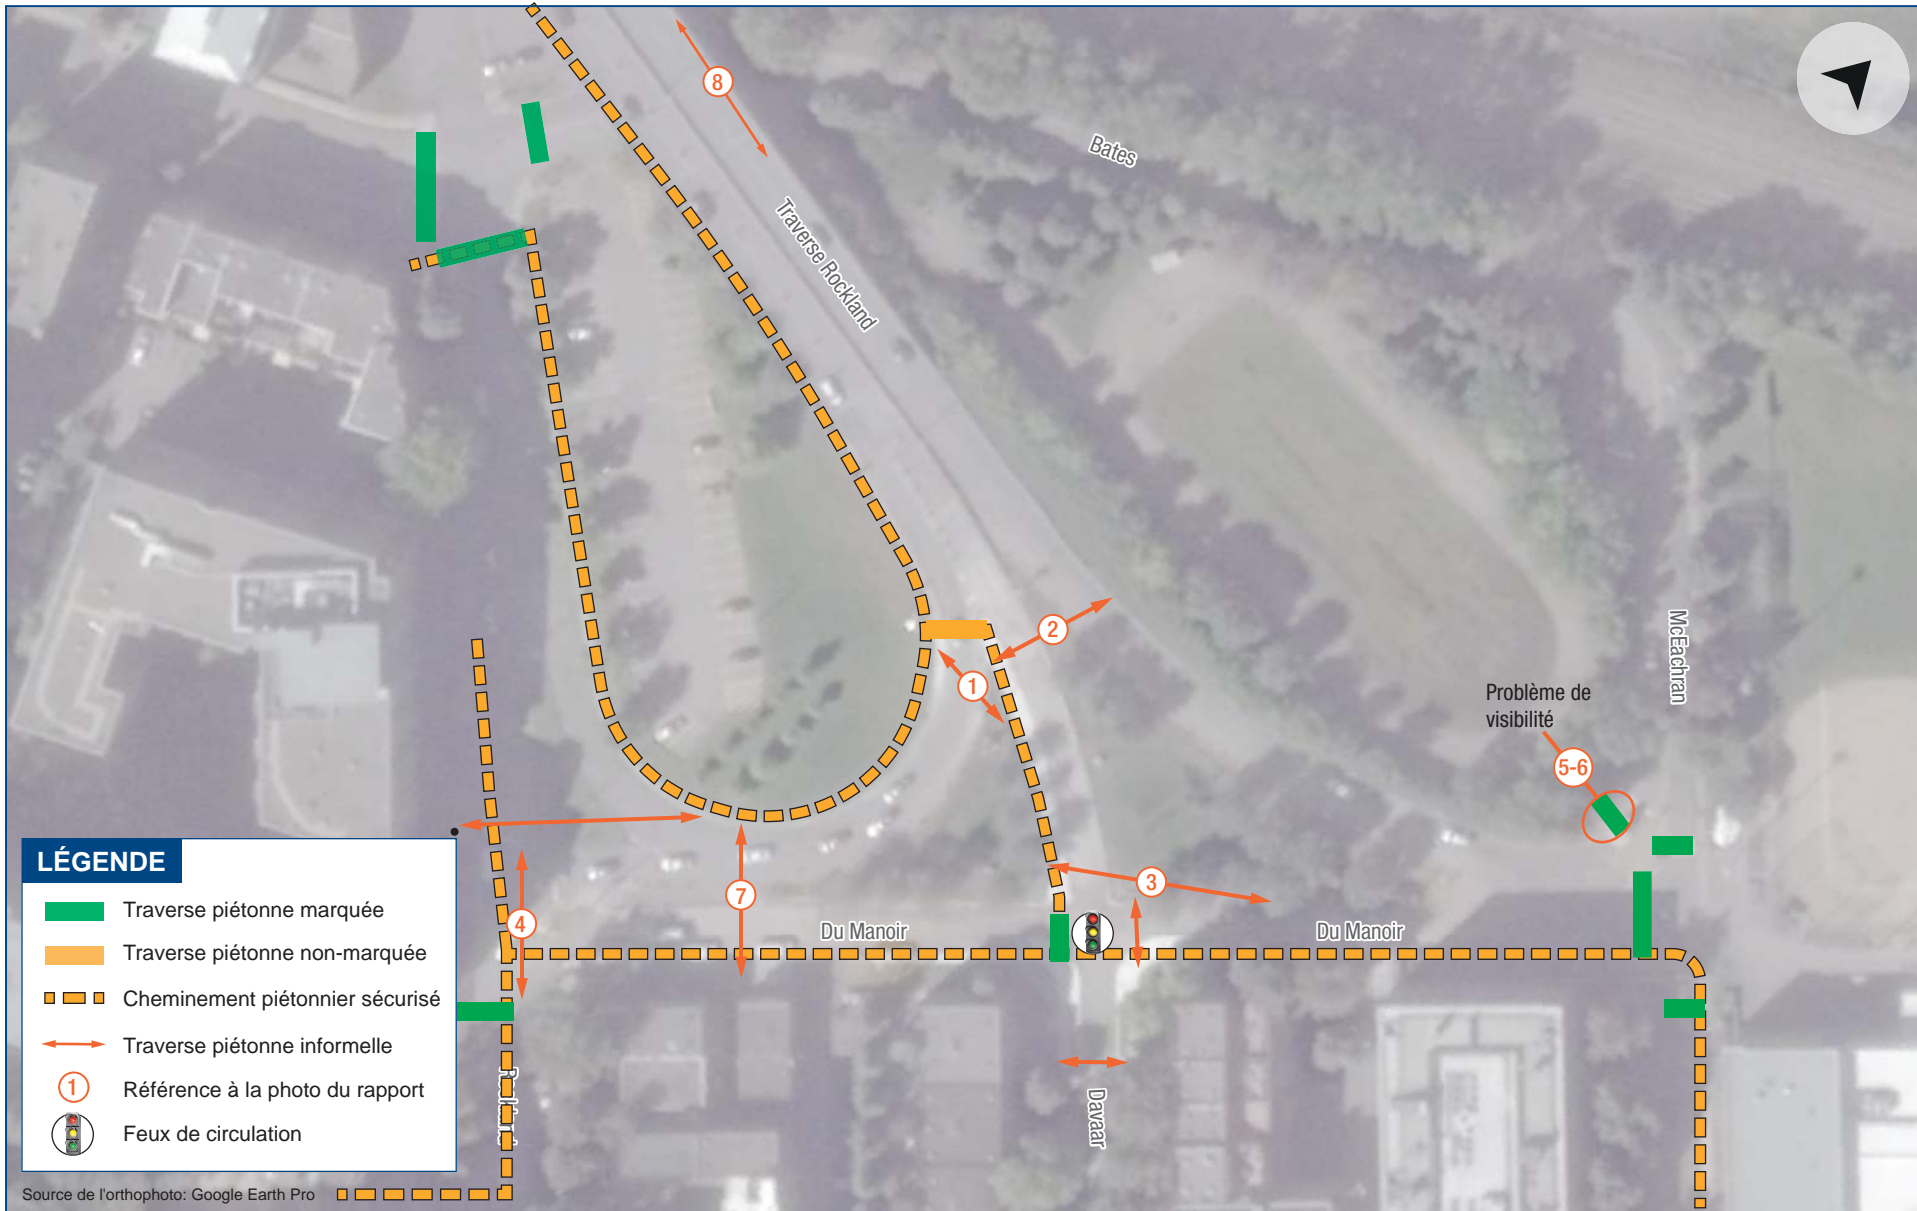 8
Bates
Traverse Rockland
2
1
McEachran
Problème de
visibilité
5-6
3
7
4
Du Manoir
Du Manoir
Davaar
LÉGENDE
Traverse piétonne marquée
Traverse piétonne non-marquée
Cheminement piétonnier sécurisé
Traverse piétonne informelle
1
Référence à la photo du rapport
Feux de circulation
Source de l'orthophoto: Google Earth Pro